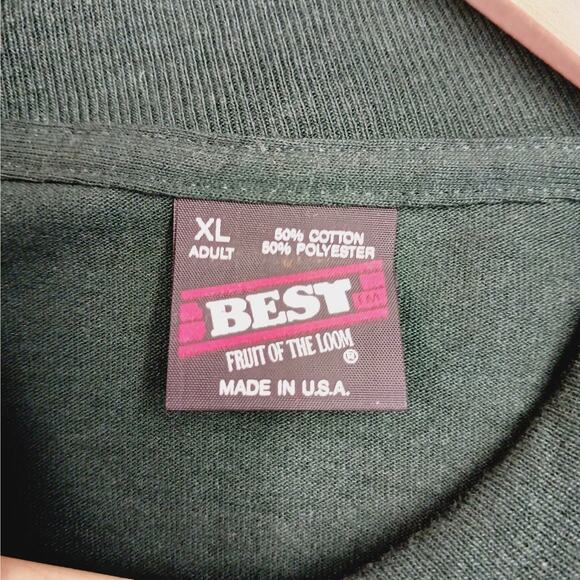 XL
ADULT
50% COTTON
50% POLYESTER
BEST
FRUIT OF THE LOOM ®
MADE IN U.S.A.